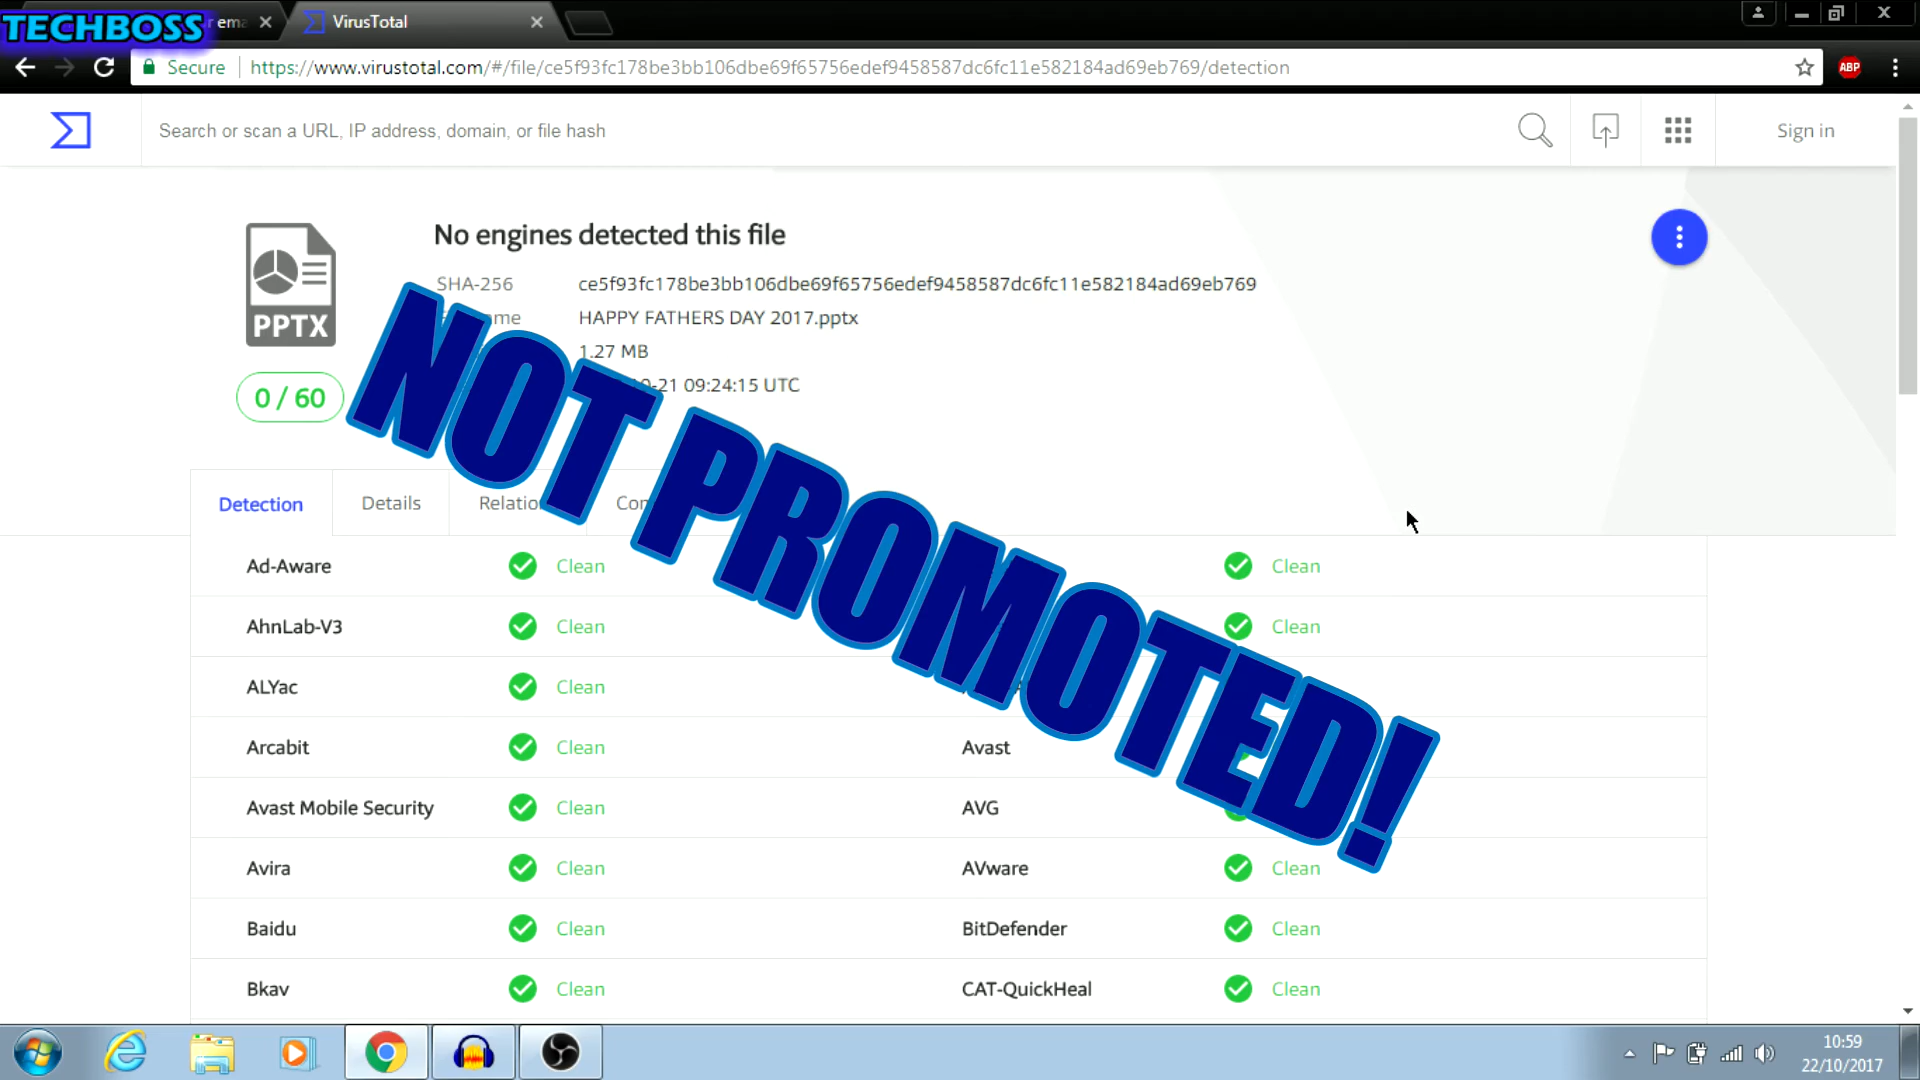 TECHBOSS
VirusTotal
Secure
https://www.virustotal.com/#/file/ce5f93fc178be3bb106dbe69f65756edef9458587dc6fc11e582184ad69eb769/detection
ABP
Search or scan a URL, IP address, domain, or file hash
Sign in
No engines detected this file
SHA-256 ce5f93fc178be3bb106dbe69f65756edef9458587dc6fc11e582184ad69eb769
HAPPY FATHERS DAY 2017.pptx
PPTX
1.27 MB
09:24:15 UTC
0 / 60
NOT PROMOTED!
Detection Details
Ad-Aware Clean Clean
AhnLab-V3 Clean Clean
ALYac Clean
Arcabit Clean Avast
Avast Mobile Security Clean AVG
Avira Clean AVware Clean
Baidu Clean BitDefender Clean
Bkav Clean CAT-QuickHeal Clean
10:59
22/10/2017